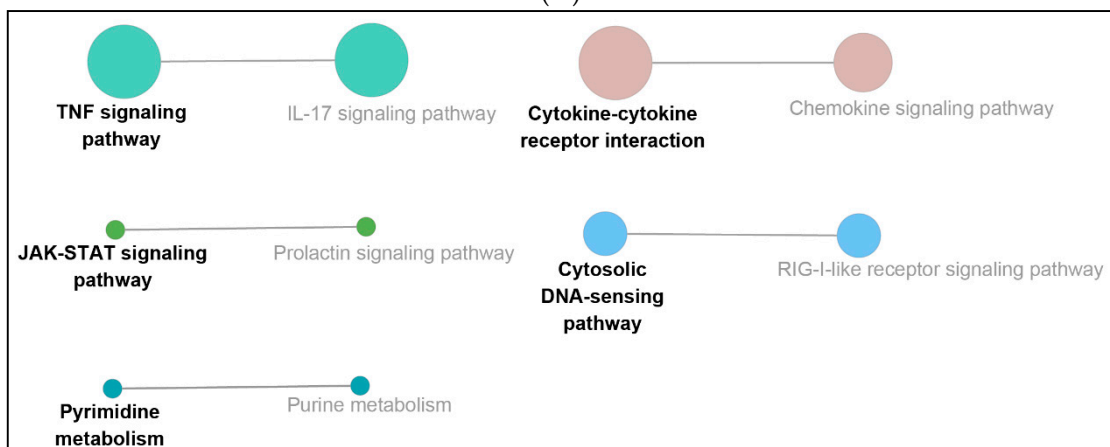 TNF signaling
pathway
IL-17 signaling pathway
Cytokine-cytokine
receptor interaction
Chemokine signaling pathway
JAK-STAT signaling
pathway
Prolactin signaling pathway
Cytosolic
DNA-sensing
pathway
RIG-I-like receptor signaling pathway
Pyrimidine
metabolism
Purine metabolism